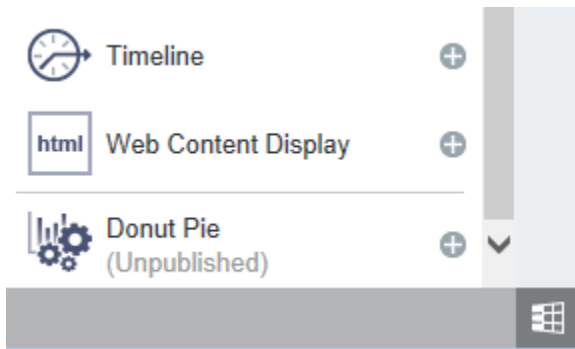 Timeline
html
Web Content Display
Donut Pie
(Unpublished)